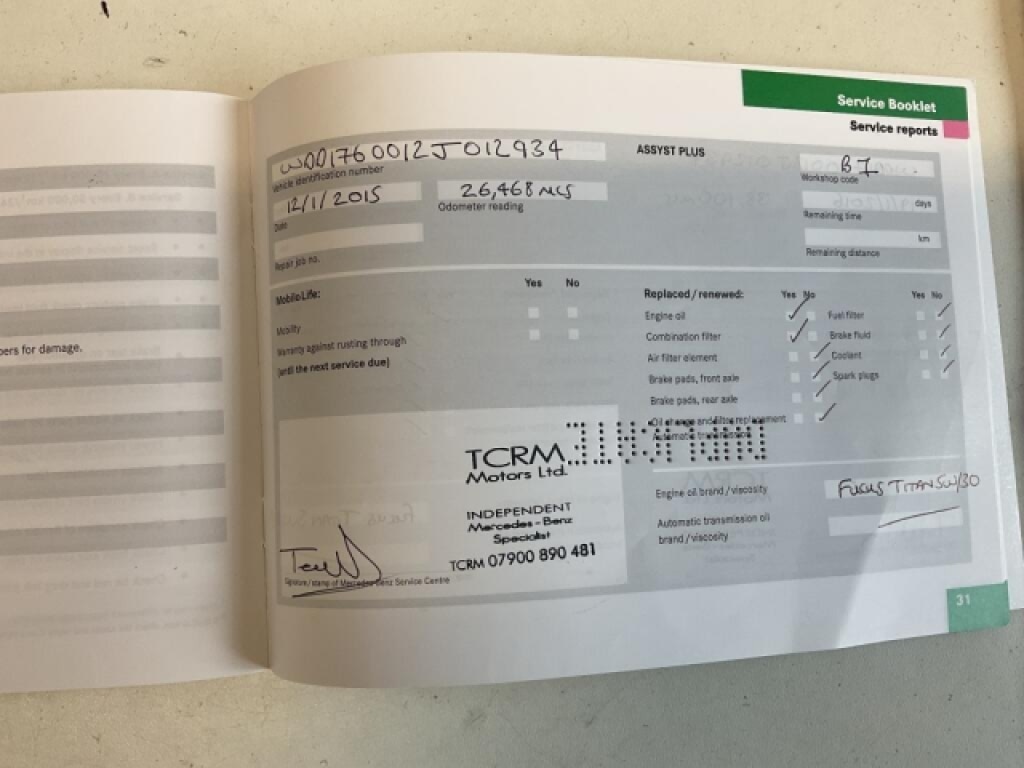 Service Booklet
Service reports
WDD1760012J012934
Vehicle identification number
ASSYST PLUS
B I
Workshop code
12/1/2015
Date
26,468 mls
Odometer reading
days
Remaining time
km
Remaining distance
Repair job no.
MobiloLife:
Yes No
Mobility
Warranty against rusting through
(until the next service due)
Replaced / renewed:
Yes No
Yes No
Engine oil
Fuel filter
Combination filter
Brake fluid
Air filter element
Coolant
Brake pads, front axle
Spark plugs
Brake pads, rear axle
Oil change and filter replacement
Automatic transmission
pers for damage.
TCRM
Motors Ltd.
INDEPENDENT
Mercedes-Benz
Specialist
TCRM 07900 890 481
Signature/stamp of Mercedes-Benz Service Centre
Engine oil brand / viscosity
FUCHS TITAN 5W/30
Automatic transmission oil
brand / viscosity
31